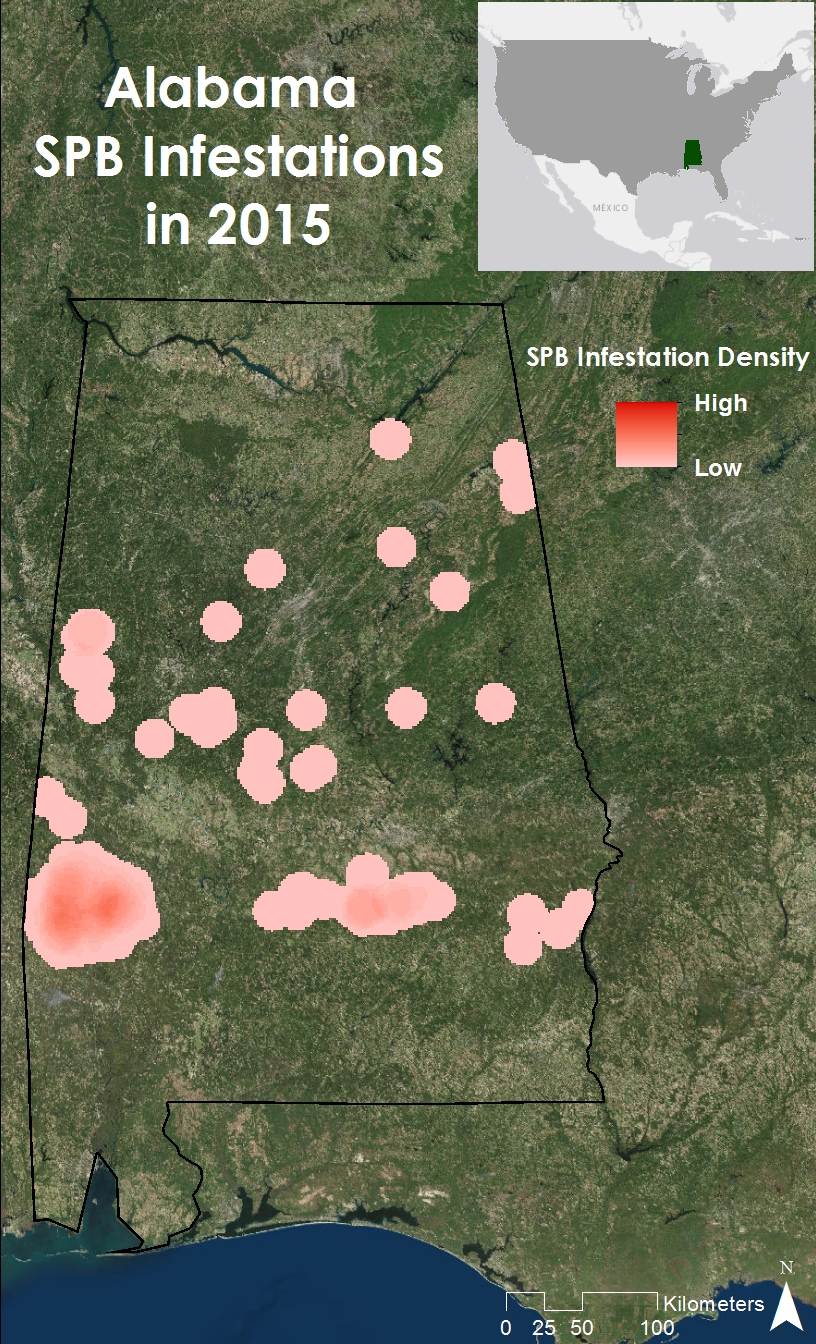 Alabama
SPB Infestations
in 2015
MÉXICO
SPB Infestation Density
High
Low
N
Kilometers
0 25 50 100